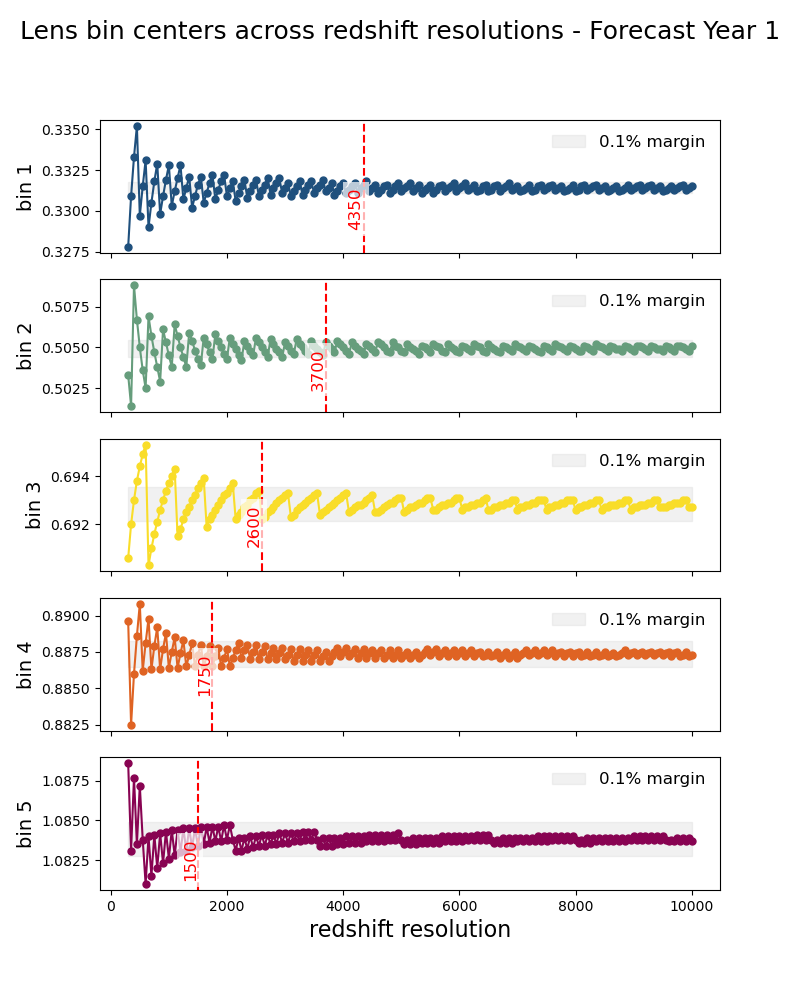 Lens bin centers across redshift resolutions - Forecast Year 1
0.3350
0.3325
0.3300
0.3275
bin 1
0.1% margin
4350
0.5075
0.5050
0.5025
bin 2
0.1% margin
3700
0.694
0.692
bin 3
0.1% margin
2600
0.8900
0.8875
0.8850
0.8825
bin 4
0.1% margin
1750
1.0875
1.0850
1.0825
bin 5
0.1% margin
1500
0 2000 4000 6000 8000 10000
redshift resolution